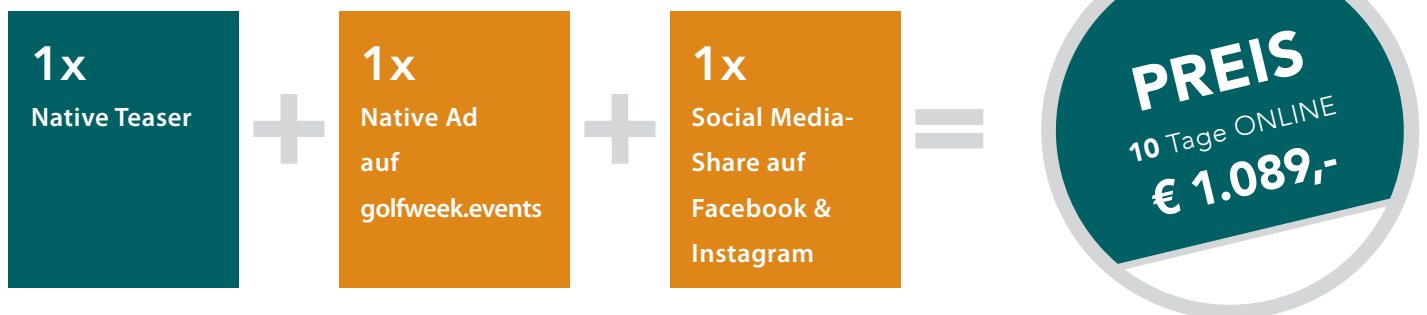 1x
Native Teaser
+
1x
Native Ad
auf
golfweek.events
+
1x
Social Media-
Share auf
Facebook &
Instagram
=
PREIS
10 Tage ONLINE
€ 1.089,-